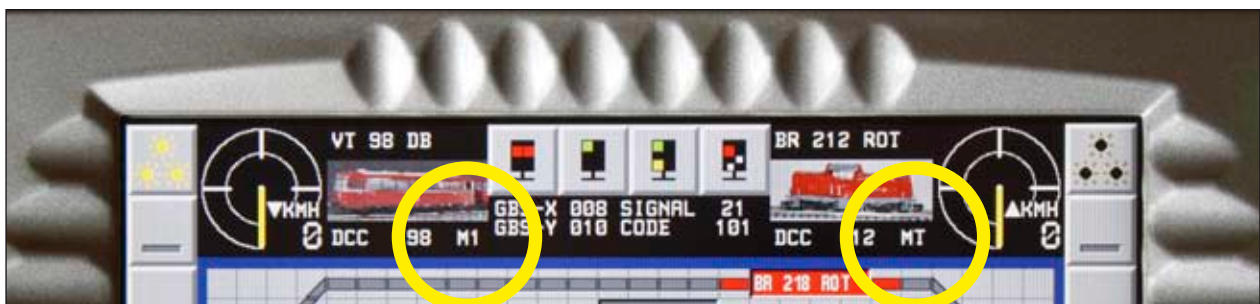 VT 98 DB
▼KMH
0
DCC 98 M1
GBS-X 008 SIGNAL 21
GBS-Y 010 CODE 101
BR 212 ROT
DCC 12 MT
▲KMH
0
BR 218 ROT